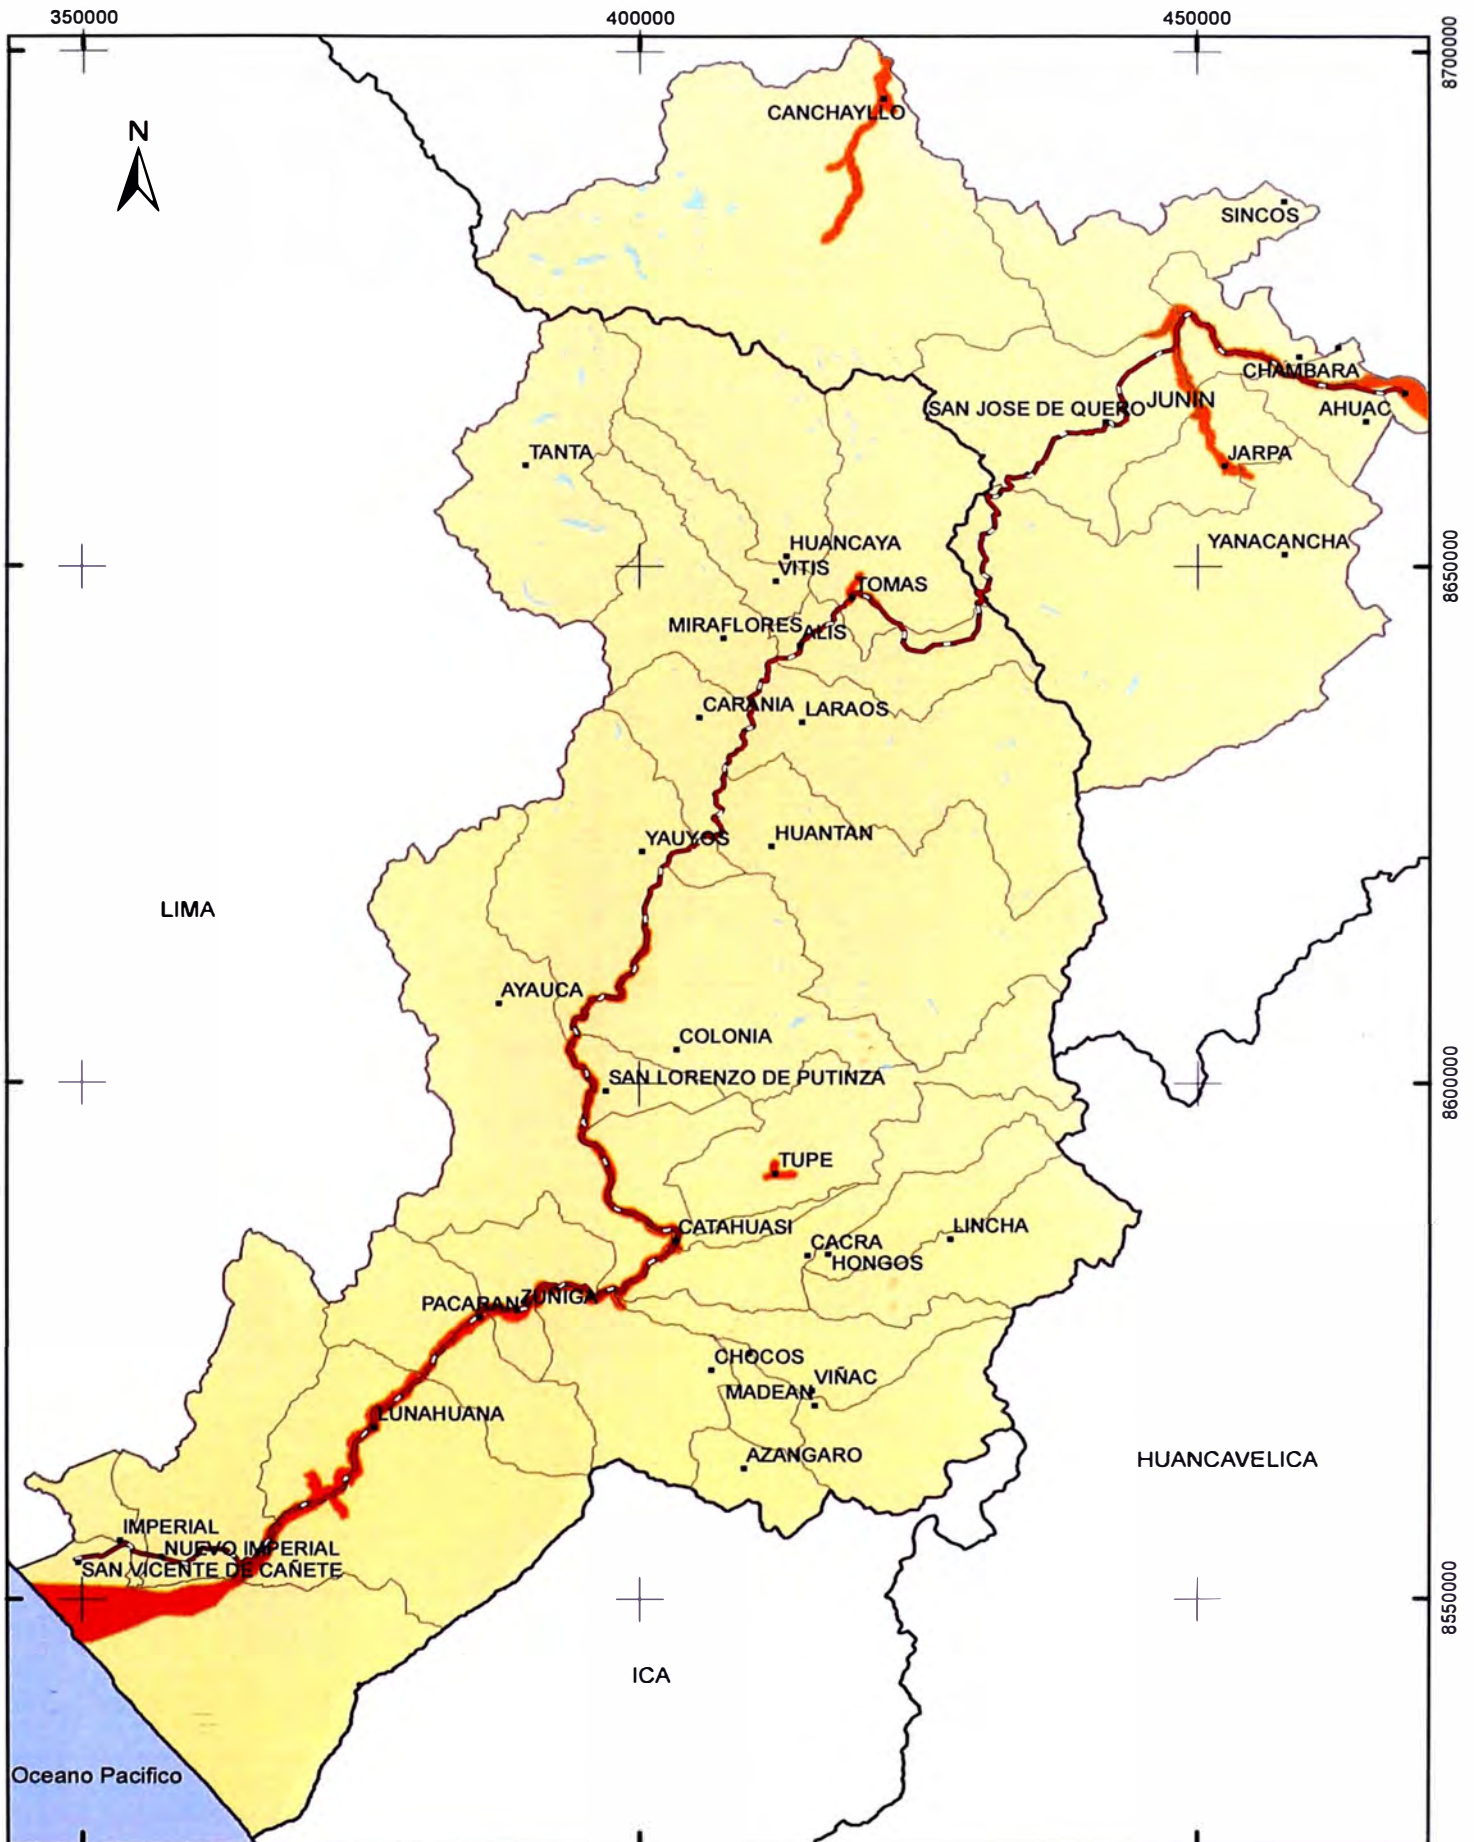 350000
400000
450000
8700000
N
CANCHAYLLO
SINCOS
CHAMBARA
SAN JOSE DE QUERO
JUNIN
AHUAC
TANTA
JARPA
HUANCAYA
YANACANCHA
VITIS
TOMAS
8650000
MIRAFLORES
ALIS
CARANIA
LARAOS
YAUYOS
HUANTAN
LIMA
AYAUCA
COLONIA
SAN LORENZO DE PUTINZA
8600000
TUPE
CATAHUASI
LINCHA
CACRA
HONGOS
ZUÑIGA
PACARAN
CHOCOS
VIÑAC
MADEAN
LUNAHUANA
AZANGARO
HUANCAVELICA
IMPERIAL
NUEVO IMPERIAL
SAN VICENTE DE CAÑETE
8550000
ICA
Oceano Pacifico